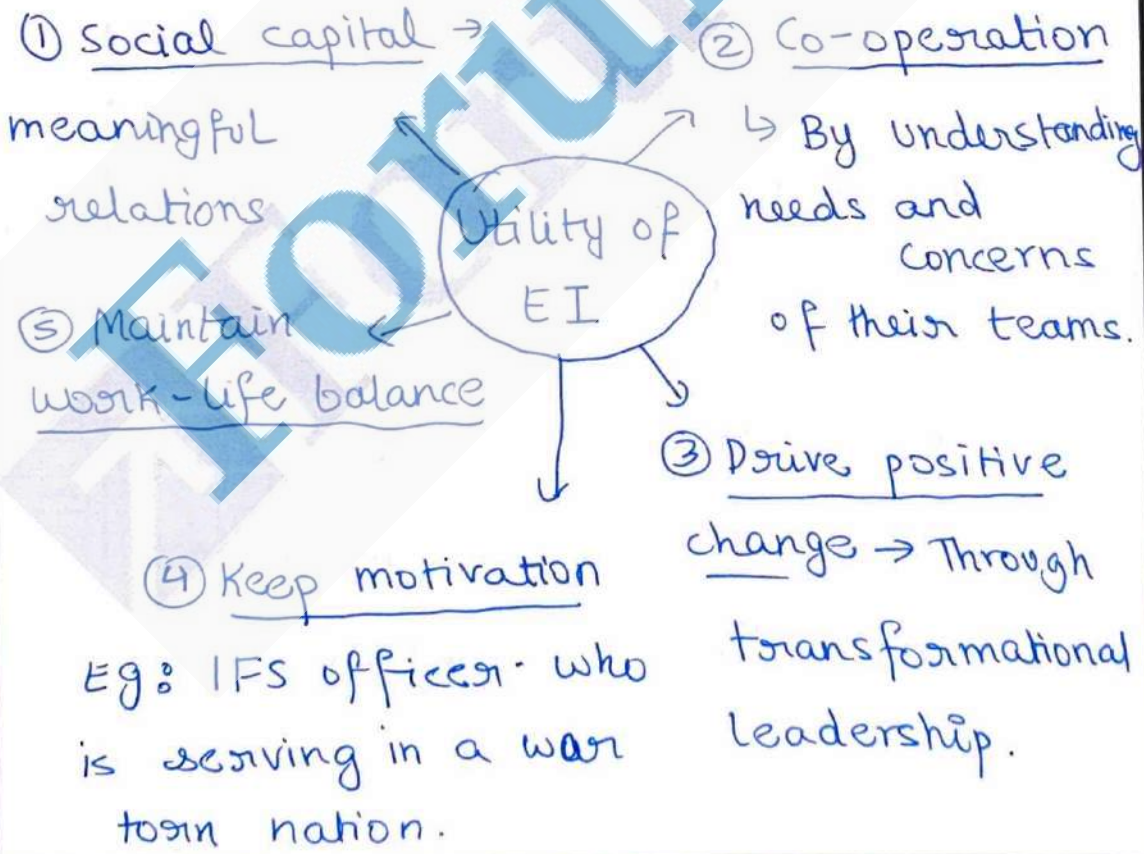 ① Social capital →
meaningful
relations
② Co-operation
↳ By understanding
needs and
concerns
of their teams.
Utility of
EI
③ Drive positive
change → Through
transformational
leadership.
④ Keep motivation
Eg: IFS officer who
is serving in a war
torn nation.
⑤ Maintain
work-life balance
Foru